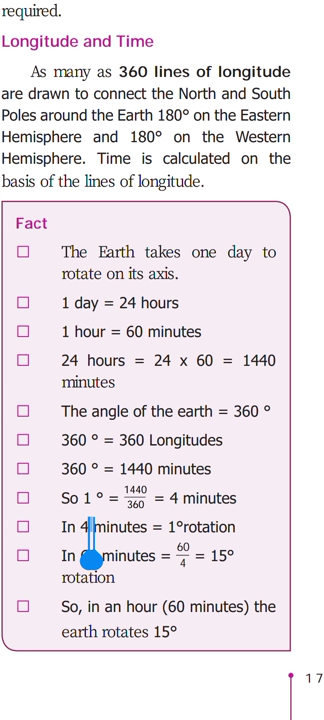 required.
Longitude and Time
As many as 360 lines of longitude
are drawn to connect the North and South
Poles around the Earth 180° on the Eastern
Hemisphere and 180° on the Western
Hemisphere. Time is calculated on the
basis of the lines of longitude.
Fact
☐ The Earth takes one day to
rotate on its axis.
☐ 1 day = 24 hours
☐ 1 hour = 60 minutes
☐ 24 hours = 24 x 60 = 1440
minutes
☐ The angle of the earth = 360 °
☐ 360 ° = 360 Longitudes
☐ 360 ° = 1440 minutes
☐ So 1 ° = 1440/360 = 4 minutes
☐ In 4 minutes = 1°rotation
☐ In minutes = 60/4 = 15°
rotation
☐ So, in an hour (60 minutes) the
earth rotates 15°
17